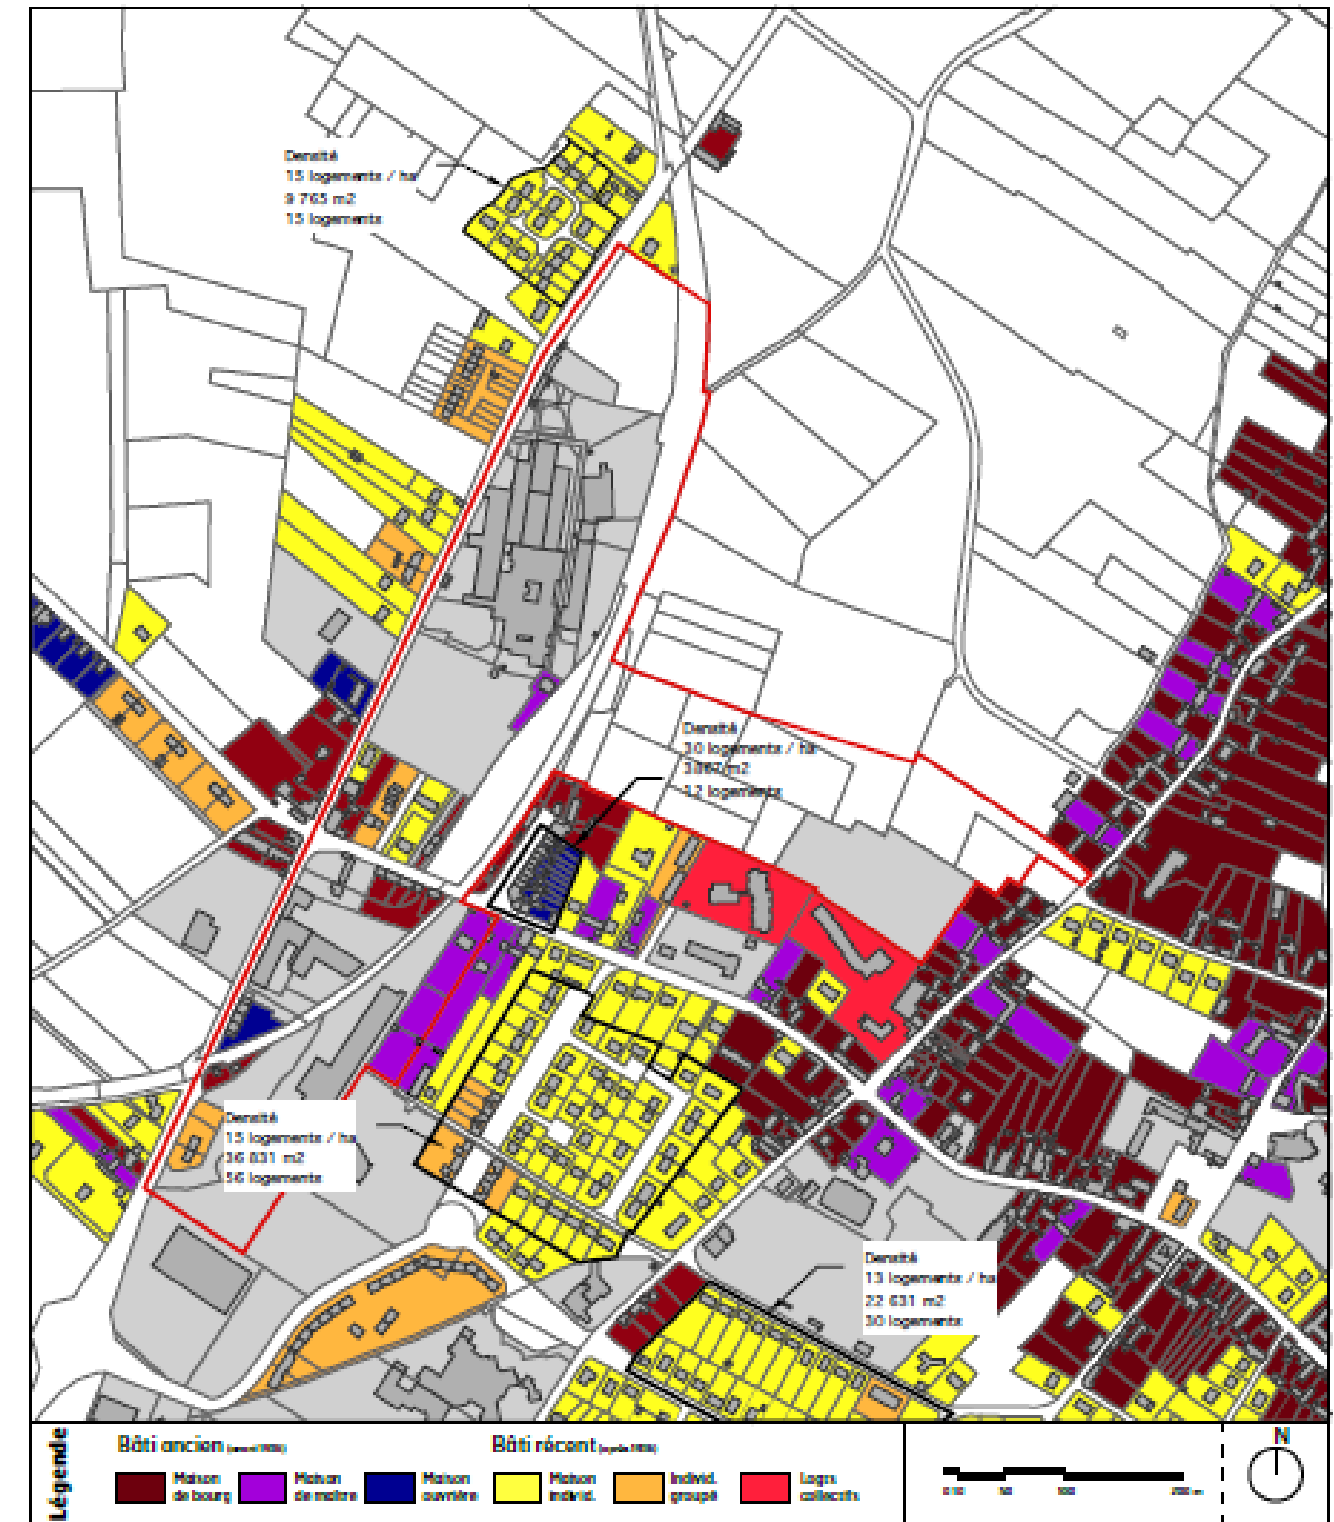 Densité
15 logements / ha
9 765 m2
15 logements
Densité
30 logements / ha
m2
12 logements
Densité
15 logements / ha
36 831 m2
56 logements
Densité
13 logements / ha
22 631 m2
30 logements
Légende
Bâti ancien
Bâti récent
Maison
de bourg
Maison
de maître
Maison
ouvrière
Maison
individ.
Individ.
groupé
Logts
collectifs
N